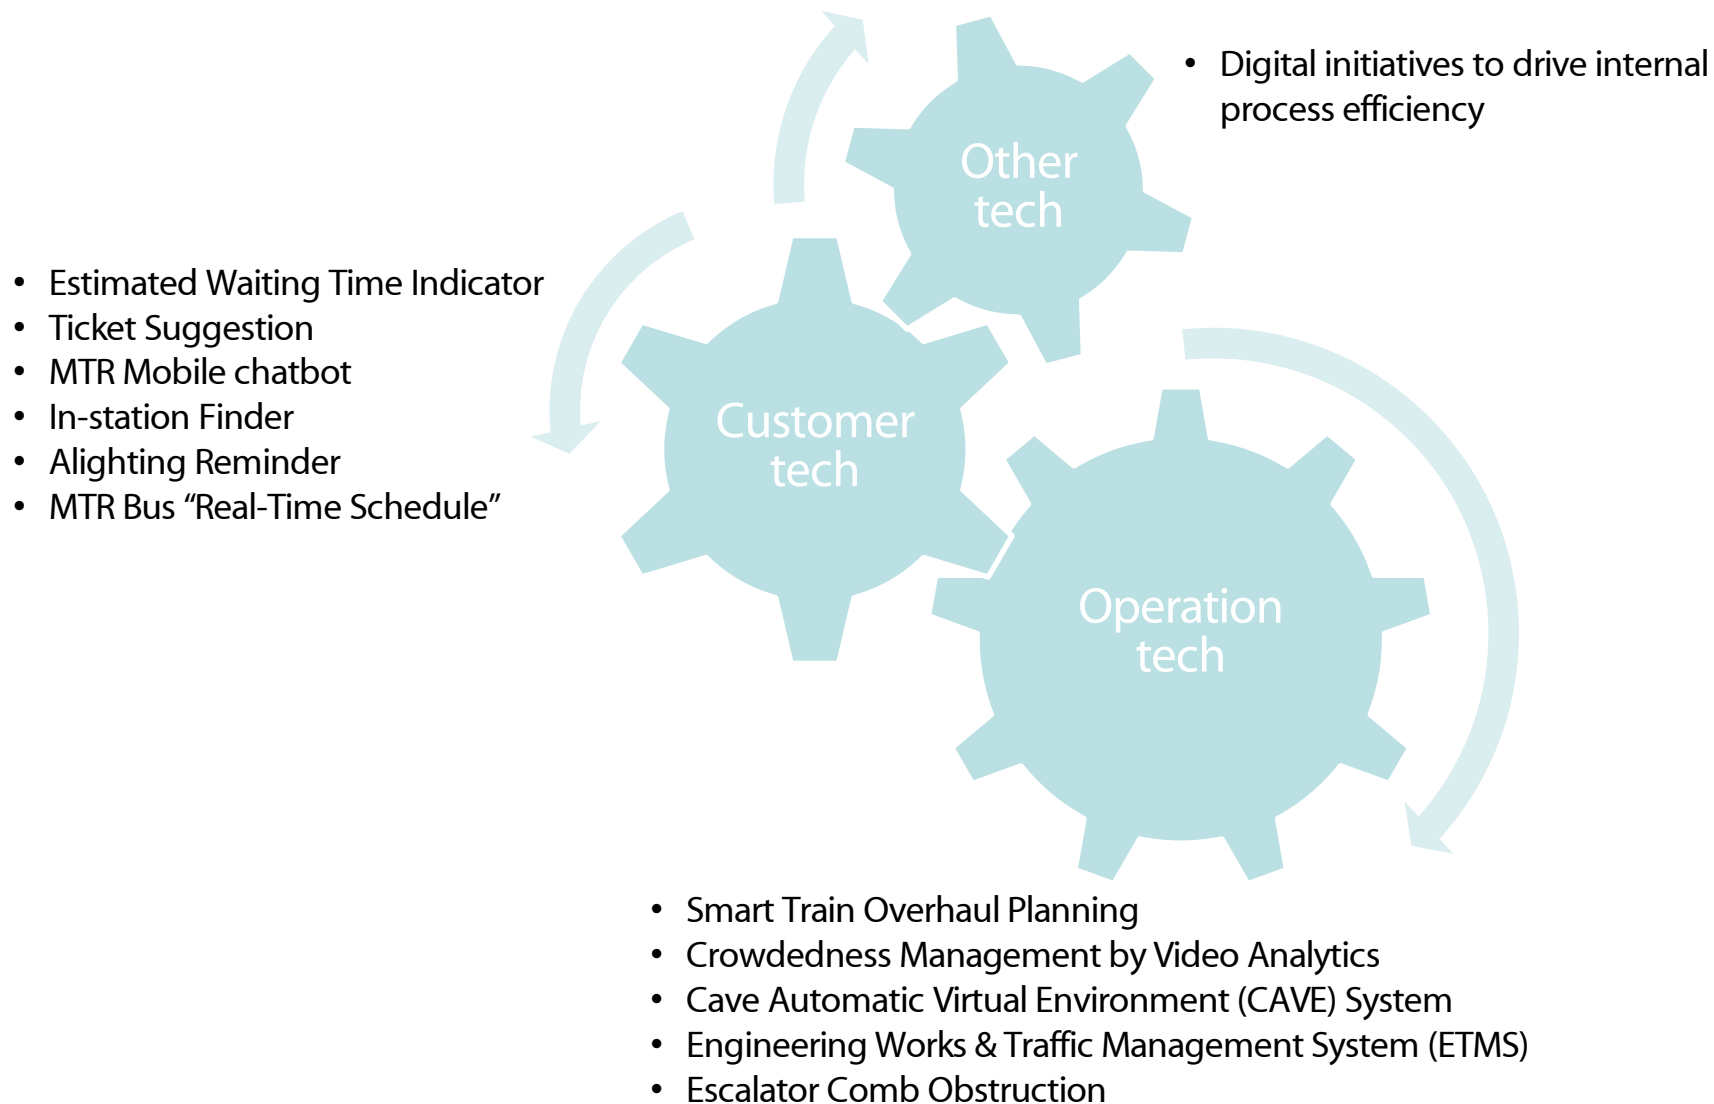 • Digital initiatives to drive internal
process efficiency
Other
tech
• Estimated Waiting Time Indicator
• Ticket Suggestion
• MTR Mobile chatbot
• In-station Finder
• Alighting Reminder
• MTR Bus “Real-Time Schedule”
Customer
tech
Operation
tech
• Smart Train Overhaul Planning
• Crowdedness Management by Video Analytics
• Cave Automatic Virtual Environment (CAVE) System
• Engineering Works & Traffic Management System (ETMS)
• Escalator Comb Obstruction